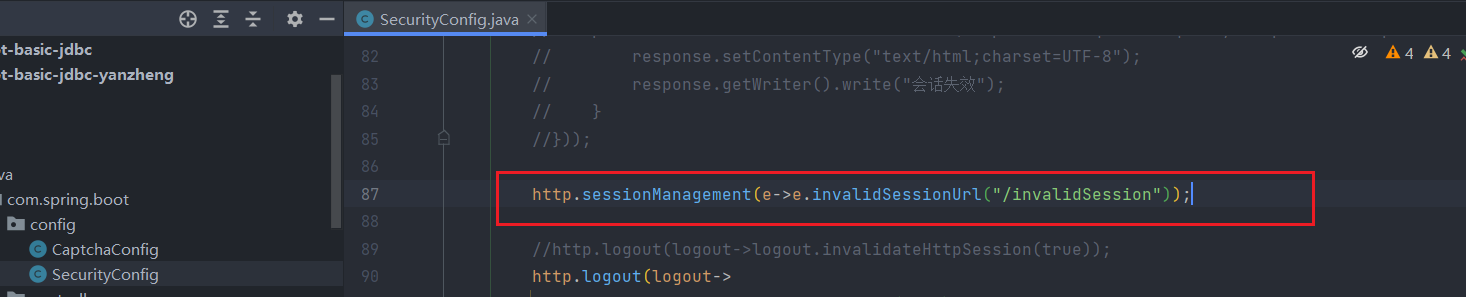 SecurityConfig.java
4 4
ot-basic-jdbc
ot-basic-jdbc-yanzheng
va
com.spring.boot
config
CaptchaConfig
SecurityConfig
82 // response.setContentType("text/html;charset=UTF-8");
83 // response.getWriter().write("会话失效");
84 // }
85 //}));
86
87 http.sessionManagement(e->e.invalidSessionUrl("/invalidSession"));
88
89 //http.logout(logout->logout.invalidateHttpSession(true));
90 http.logout(logout->